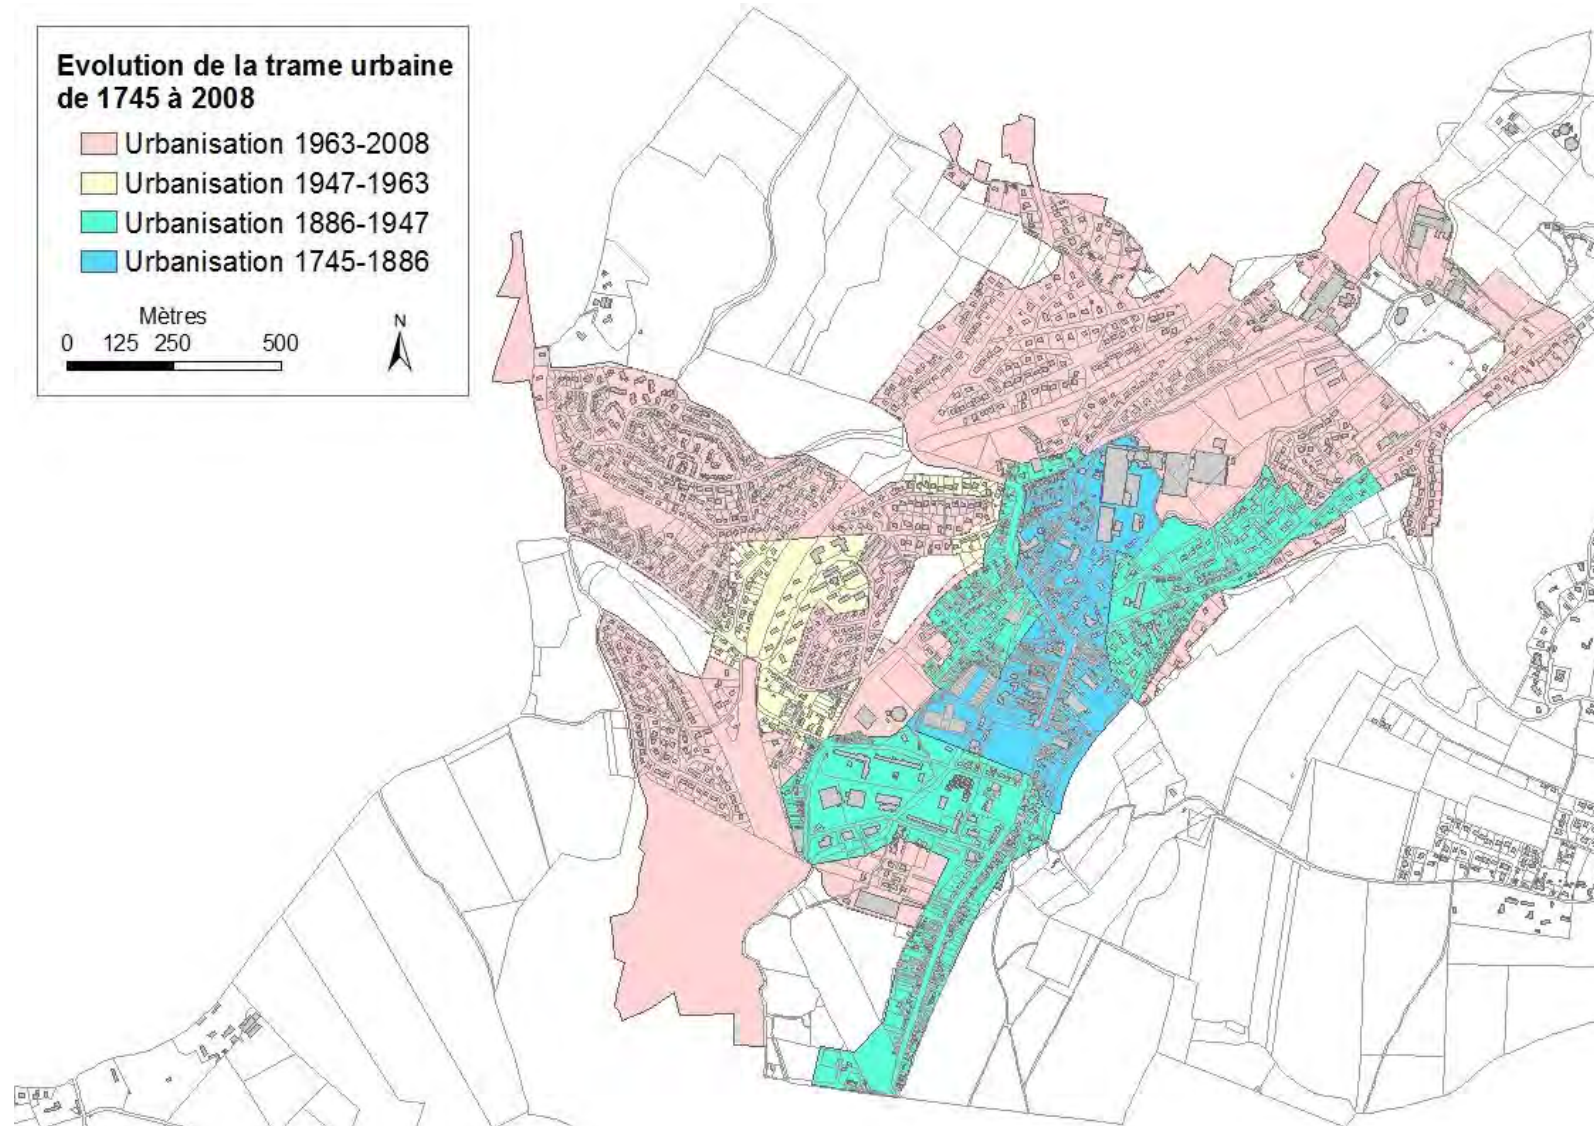 Evolution de la trame urbaine
de 1745 à 2008
Urbanisation 1963-2008
Urbanisation 1947-1963
Urbanisation 1886-1947
Urbanisation 1745-1886
Mètres
0 125 250 500
N